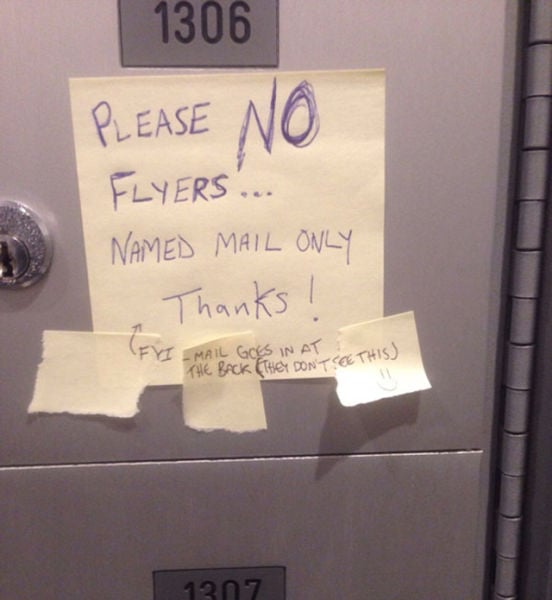 1306
PLEASE NO
FLYERS...
NAMED MAIL ONLY
Thanks!
(FYI - MAIL GOES IN AT
THE BACK (THEY DON'T SEE THIS)
1307